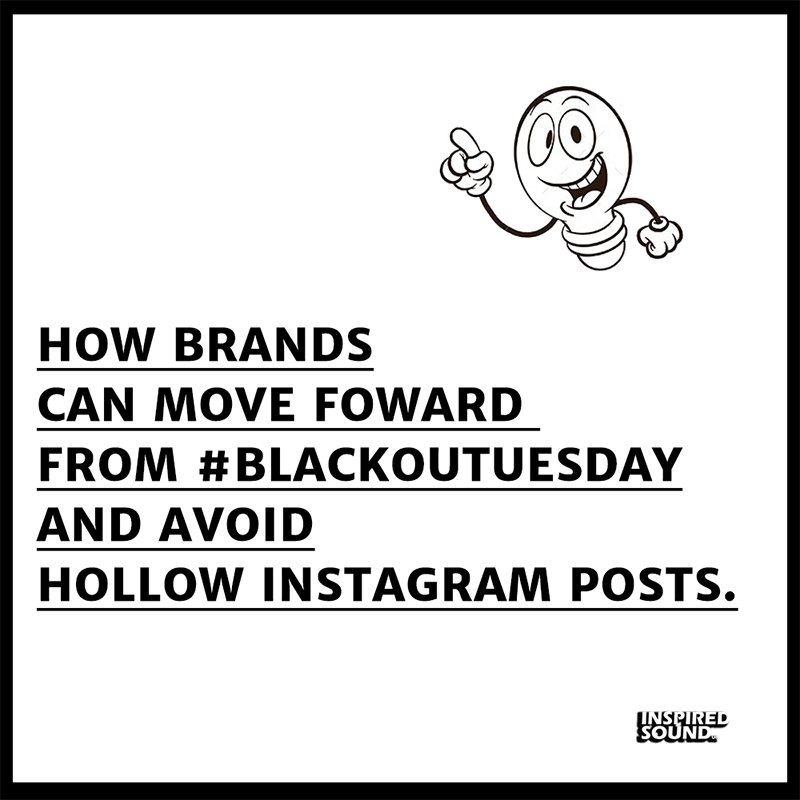 HOW BRANDS
CAN MOVE FOWARD
FROM #BLACKOUTUESDAY
AND AVOID
HOLLOW INSTAGRAM POSTS.
INSPIRED
SOUND